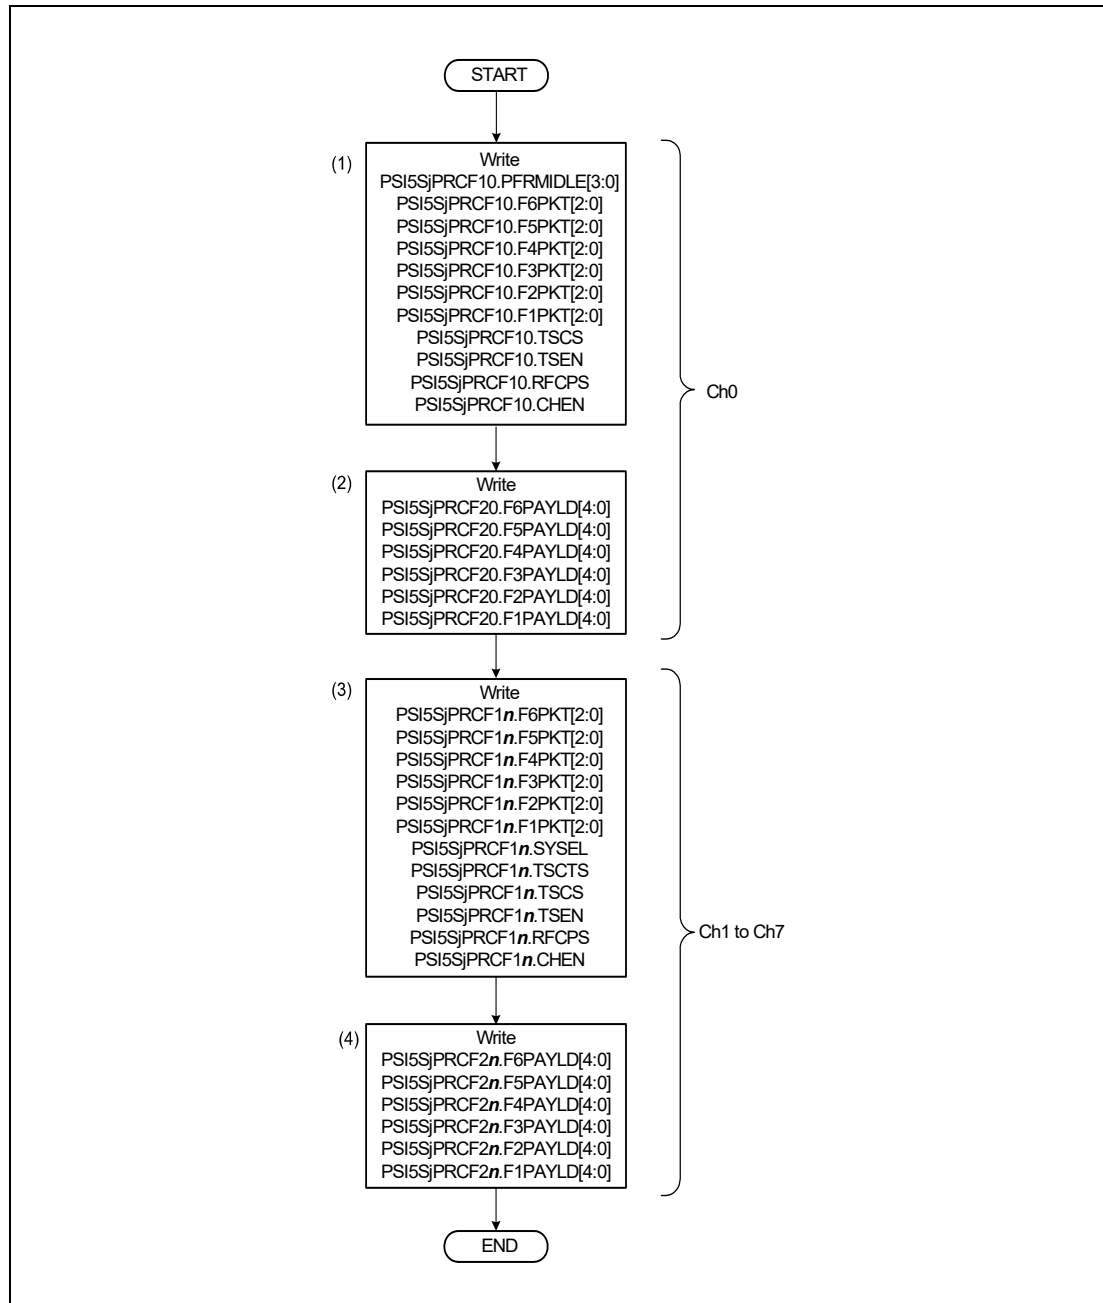 START
(1)
Write
PSI5SjPRCF10.PFRMIDLE[3:0]
PSI5SjPRCF10.F6PKT[2:0]
PSI5SjPRCF10.F5PKT[2:0]
PSI5SjPRCF10.F4PKT[2:0]
PSI5SjPRCF10.F3PKT[2:0]
PSI5SjPRCF10.F2PKT[2:0]
PSI5SjPRCF10.F1PKT[2:0]
PSI5SjPRCF10.TSCS
PSI5SjPRCF10.TSEN
PSI5SjPRCF10.RFCPS
PSI5SjPRCF10.CHEN
Ch0
(2)
Write
PSI5SjPRCF20.F6PAYLD[4:0]
PSI5SjPRCF20.F5PAYLD[4:0]
PSI5SjPRCF20.F4PAYLD[4:0]
PSI5SjPRCF20.F3PAYLD[4:0]
PSI5SjPRCF20.F2PAYLD[4:0]
PSI5SjPRCF20.F1PAYLD[4:0]
(3)
Write
PSI5SjPRCF1n.F6PKT[2:0]
PSI5SjPRCF1n.F5PKT[2:0]
PSI5SjPRCF1n.F4PKT[2:0]
PSI5SjPRCF1n.F3PKT[2:0]
PSI5SjPRCF1n.F2PKT[2:0]
PSI5SjPRCF1n.F1PKT[2:0]
PSI5SjPRCF1n.SYSEL
PSI5SjPRCF1n.TSCTS
PSI5SjPRCF1n.TSCS
PSI5SjPRCF1n.TSEN
PSI5SjPRCF1n.RFCPS
PSI5SjPRCF1n.CHEN
Ch1 to Ch7
(4)
Write
PSI5SjPRCF2n.F6PAYLD[4:0]
PSI5SjPRCF2n.F5PAYLD[4:0]
PSI5SjPRCF2n.F4PAYLD[4:0]
PSI5SjPRCF2n.F3PAYLD[4:0]
PSI5SjPRCF2n.F2PAYLD[4:0]
PSI5SjPRCF2n.F1PAYLD[4:0]
END